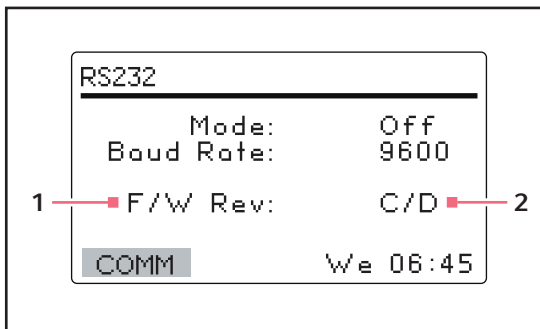 RS232
Mode: Off
Baud Rate: 9600
1 F/W Rev: C/D 2
COMM We 06:45